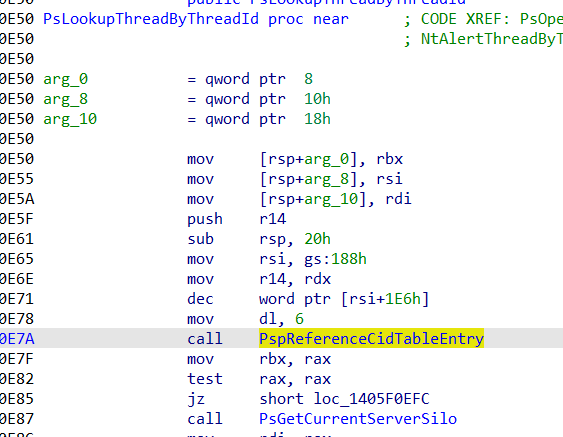 public PsLookupThreadByThreadId
0E50 PsLookupThreadByThreadId proc near ; CODE XREF: PsOpe
0E50 ; NtAlertThreadByT
0E50
0E50 arg_0 = qword ptr 8
0E50 arg_8 = qword ptr 10h
0E50 arg_10 = qword ptr 18h
0E50
0E50 mov [rsp+arg_0], rbx
0E55 mov [rsp+arg_8], rsi
0E5A mov [rsp+arg_10], rdi
0E5F push r14
0E61 sub rsp, 20h
0E65 mov rsi, gs:188h
0E6E mov r14, rdx
0E71 dec word ptr [rsi+1E6h]
0E78 mov dl, 6
0E7A call PspReferenceCidTableEntry
0E7F mov rbx, rax
0E82 test rax, rax
0E85 jz short loc_1405F0EFC
0E87 call PsGetCurrentServerSilo